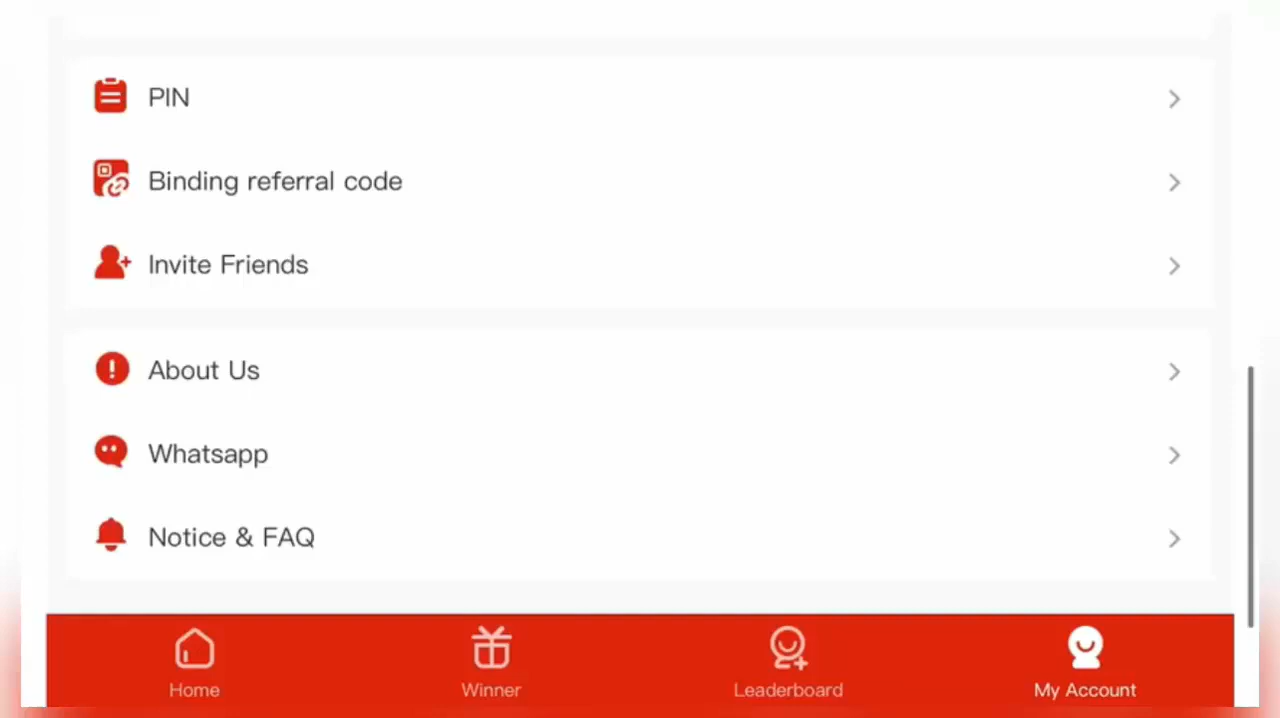 PIN
Binding referral code
Invite Friends
About Us
Whatsapp
Notice & FAQ
Home
Winner
Leaderboard
My Account